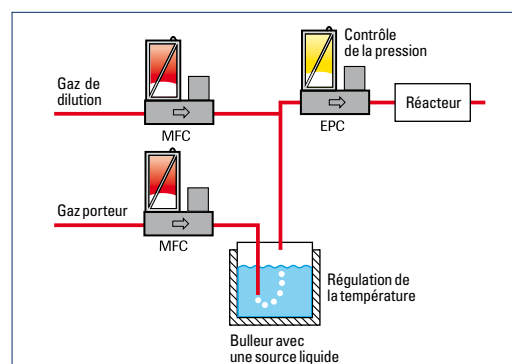 Contrôle
de la pression
Gaz de
dilution
MFC
EPC
Réacteur
Gaz porteur
MFC
Régulation de
la température
Bulleur avec
une source liquide